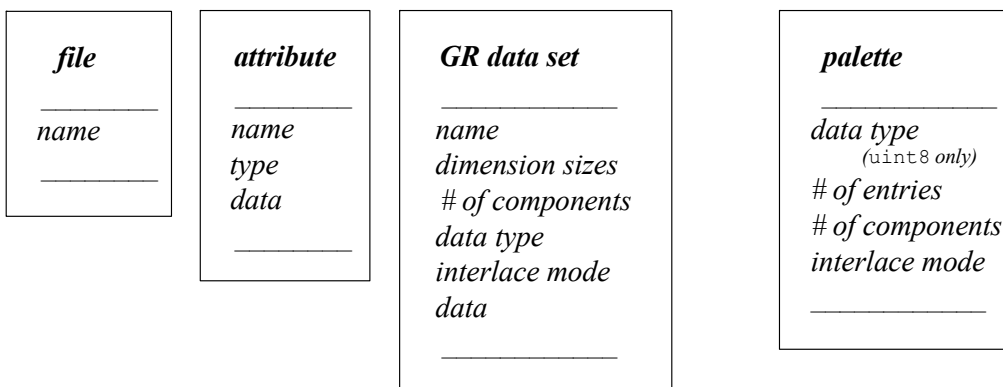 file
name
attribute
name
type
data
GR data set
name
dimension sizes
# of components
data type
interlace mode
data
palette
data type
(uint8 only)
# of entries
# of components
interlace mode